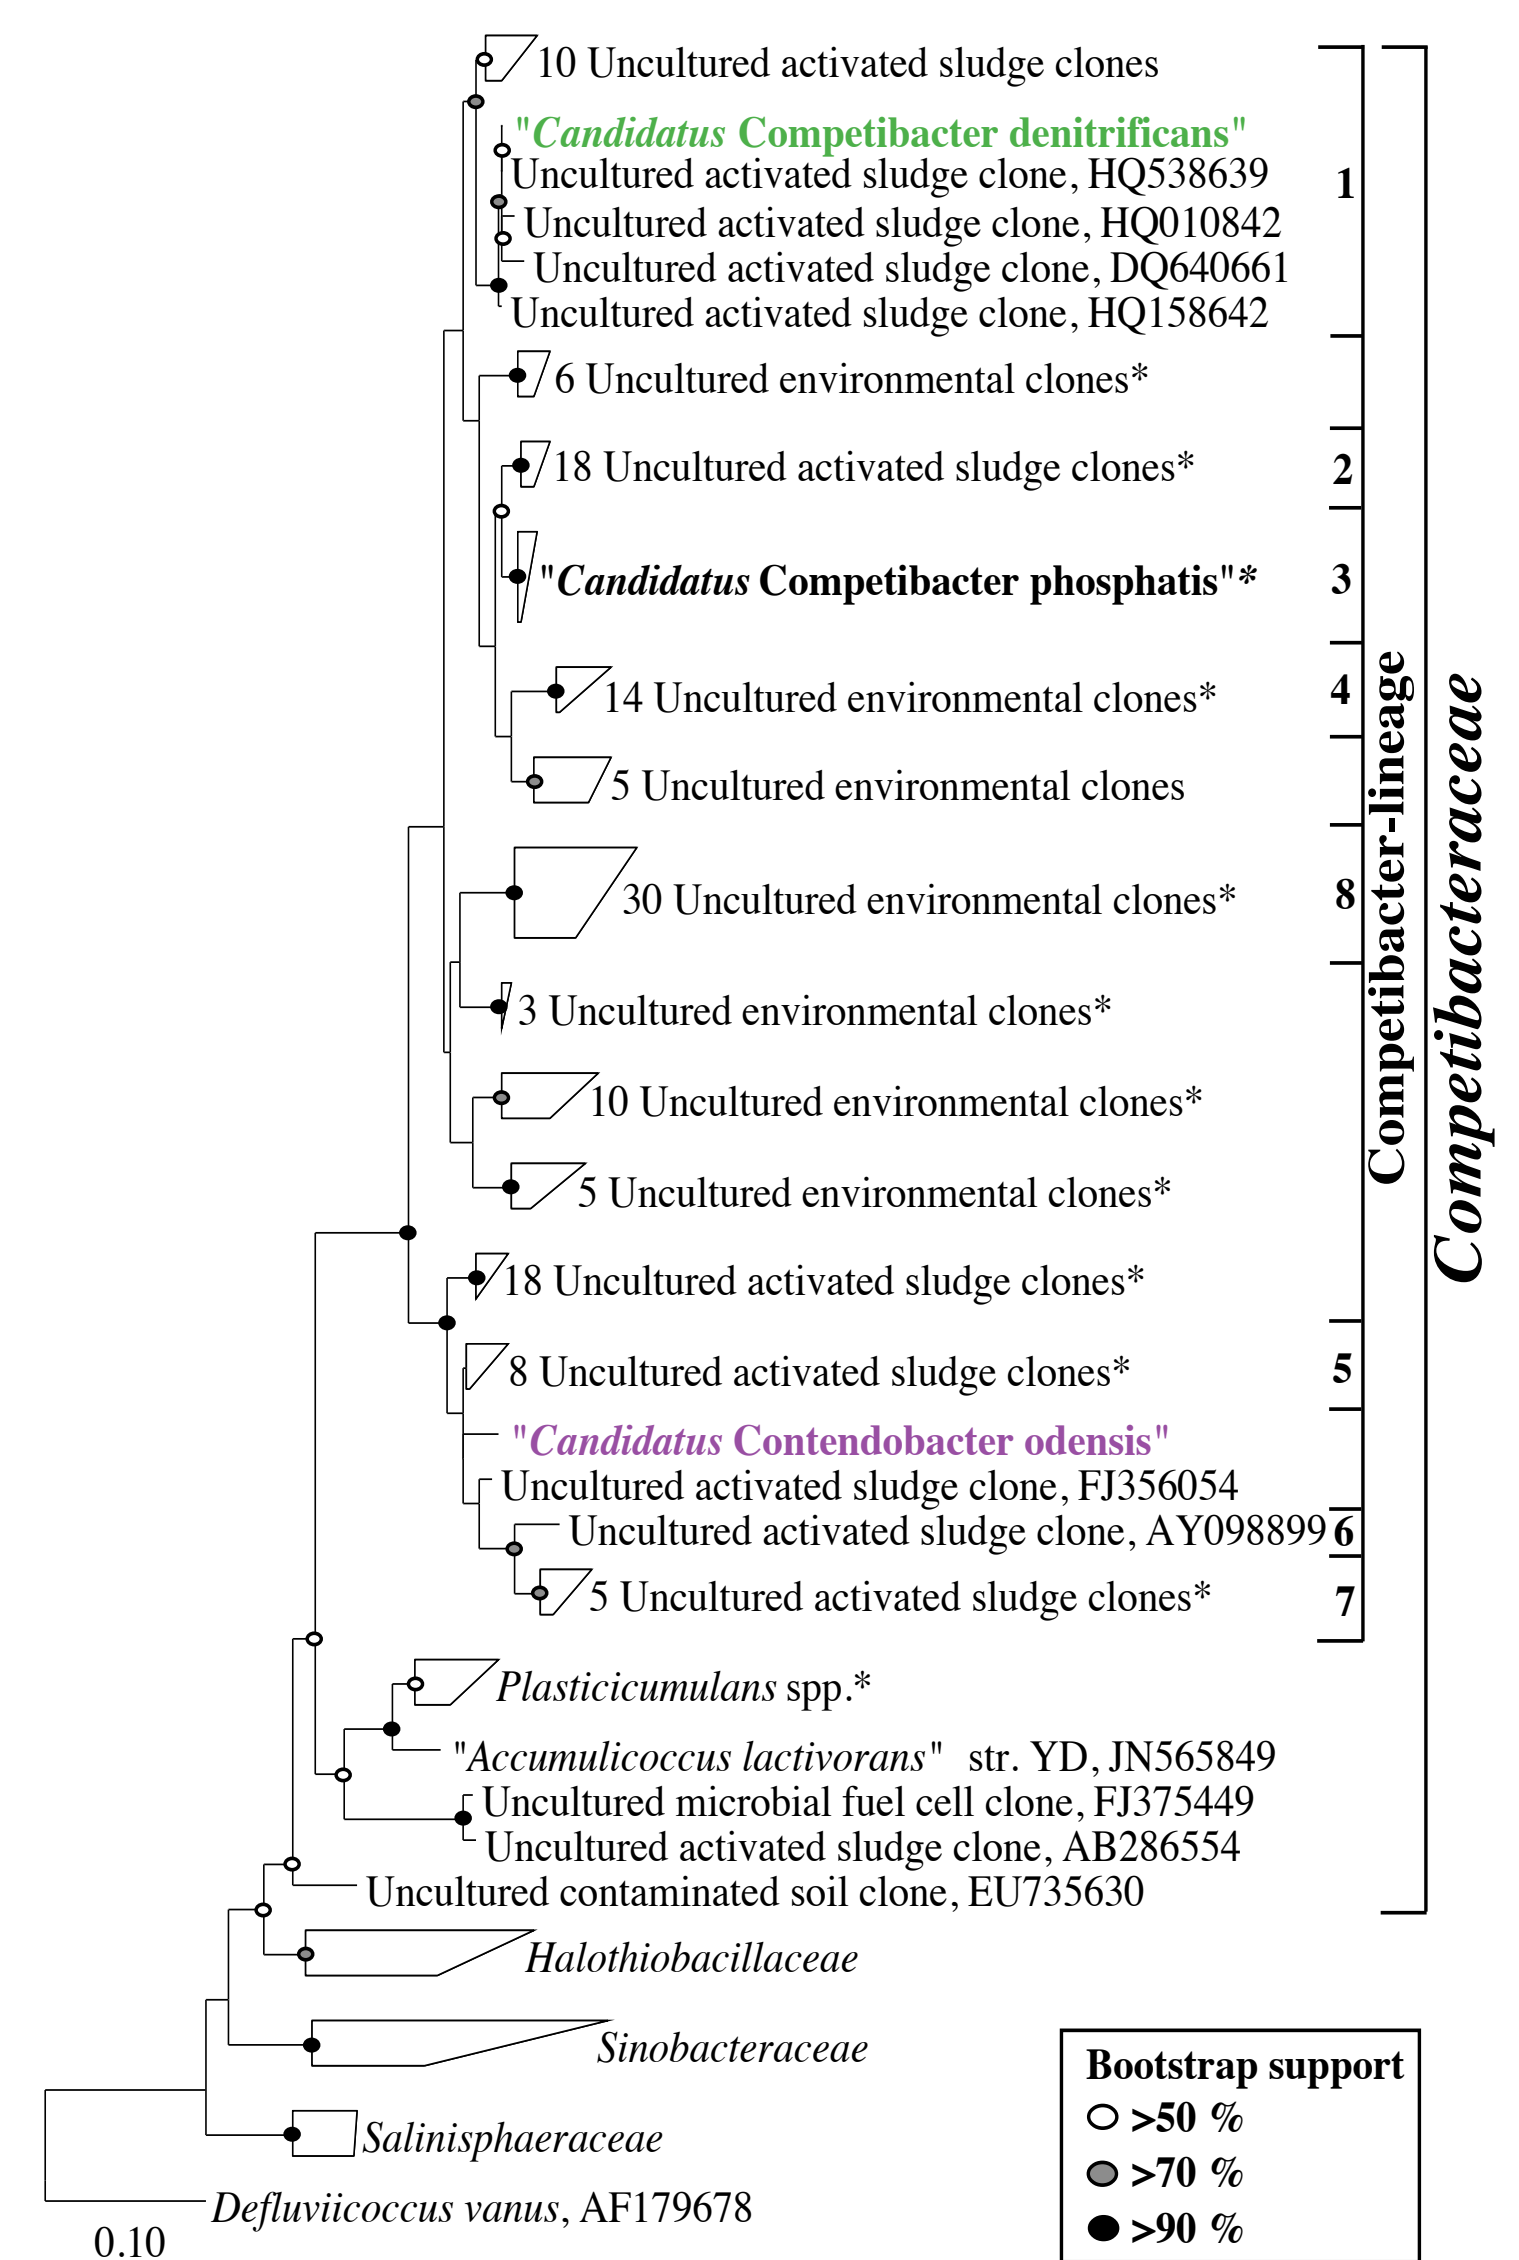 10 Uncultured activated sludge clones
"Candidatus Competibacter denitrificans"
Uncultured activated sludge clone, HQ538639
1
Uncultured activated sludge clone, HQ010842
Uncultured activated sludge clone, DQ640661
Uncultured activated sludge clone, HQ158642
6 Uncultured environmental clones*
18 Uncultured activated sludge clones*
2
"Candidatus Competibacter phosphatis"*
3
14 Uncultured environmental clones*
4
5 Uncultured environmental clones
30 Uncultured environmental clones*
8
Competibacter-lineage
Competibacteraceae
3 Uncultured environmental clones*
10 Uncultured environmental clones*
5 Uncultured environmental clones*
18 Uncultured activated sludge clones*
8 Uncultured activated sludge clones*
5
"Candidatus Contendobacter odensis"
Uncultured activated sludge clone, FJ356054
Uncultured activated sludge clone, AY098899
6
5 Uncultured activated sludge clones*
7
Plasticicumulans spp.*
"Accumulicoccus lactivorans" str. YD, JN565849
Uncultured microbial fuel cell clone, FJ375449
Uncultured activated sludge clone, AB286554
Uncultured contaminated soil clone, EU735630
Halothiobacillaceae
Sinobacteraceae
Salinisphaeraceae
Defluviicoccus vanus, AF179678
0.10
Bootstrap support
>50 %
>70 %
>90 %